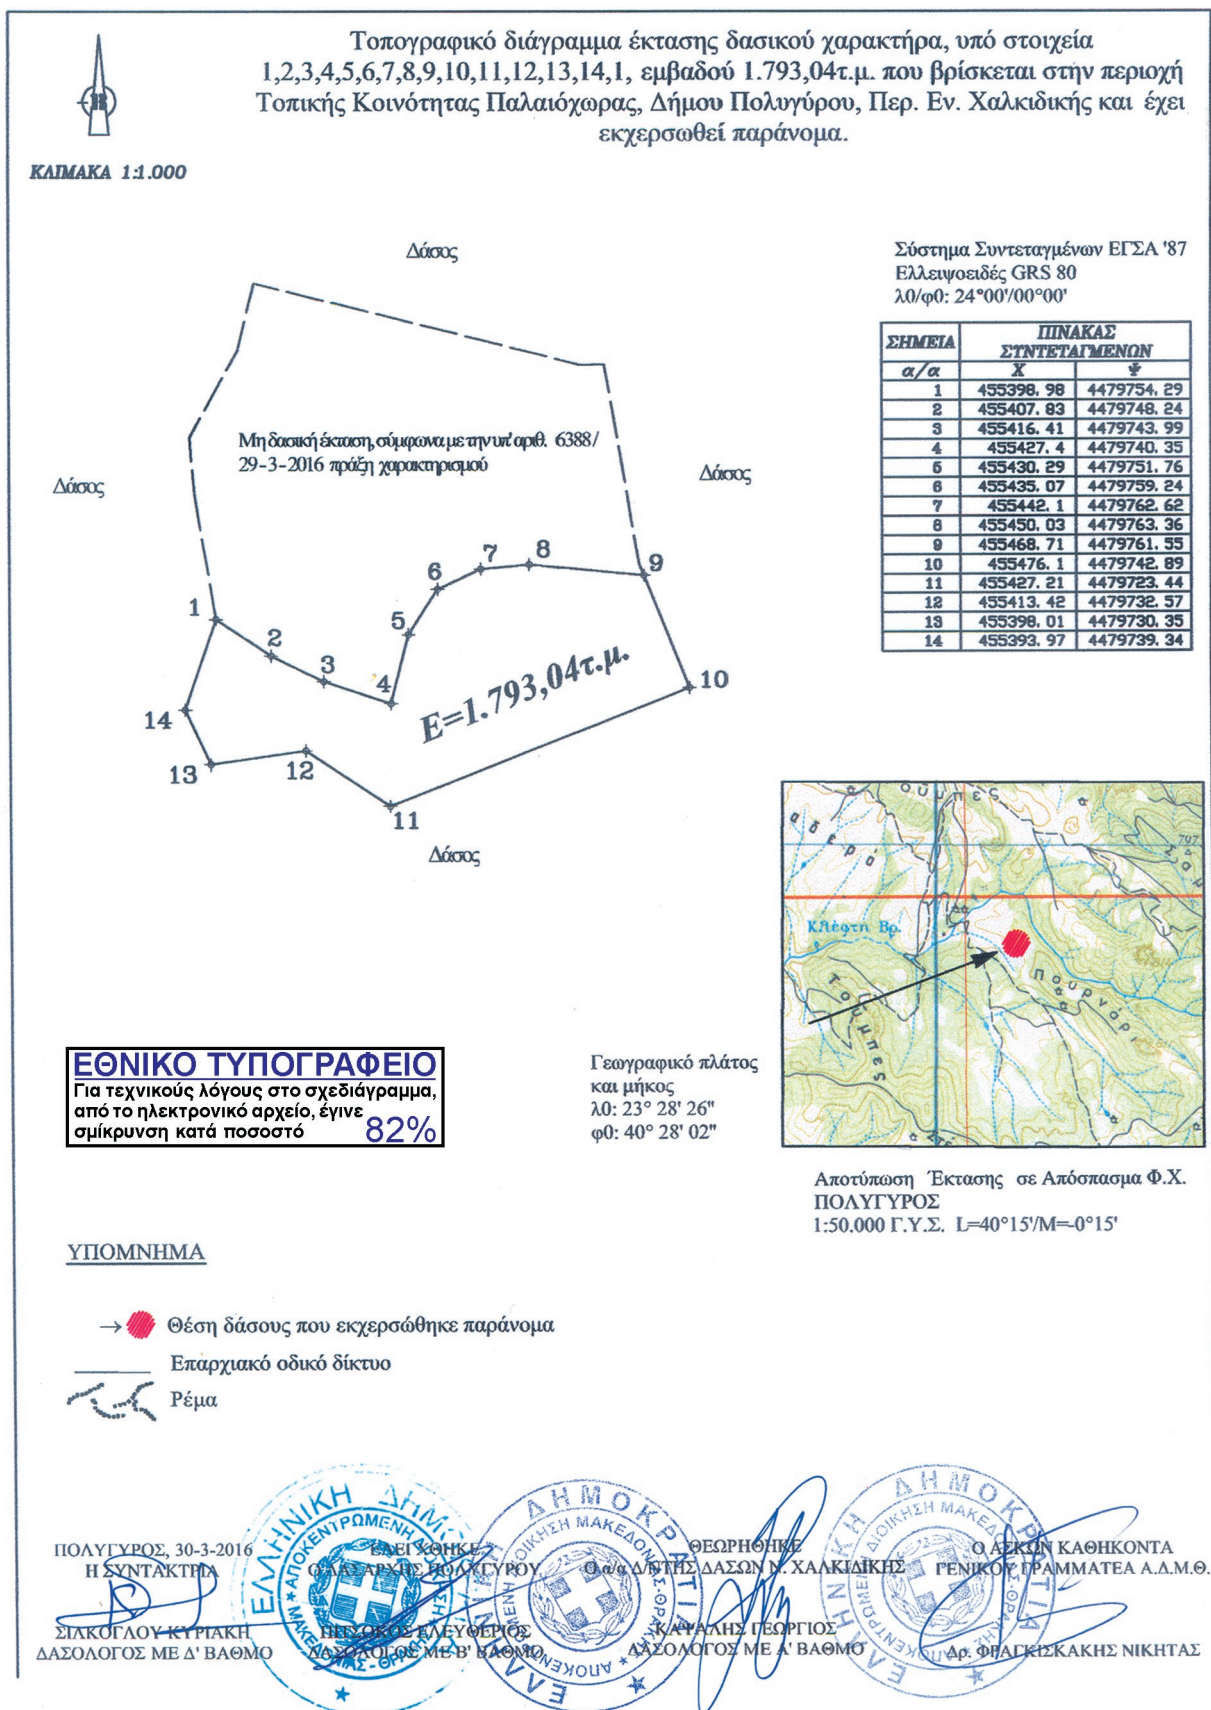 Τοπογραφικό διάγραμμα έκτασης δασικού χαρακτήρα, υπό στοιχεία
1,2,3,4,5,6,7,8,9,10,11,12,13,14,1, εμβαδού 1.793,04τ.μ. που βρίσκεται στην περιοχή
Τοπικής Κοινότητας Παλαιόχωρας, Δήμου Πολυγύρου, Περ. Εν. Χαλκιδικής και έχει
εκχερσωθεί παράνομα.
ΚΛΙΜΑΚΑ 1:1.000
Δάσος
Σύστημα Συντεταγμένων ΕΓΣΑ '87
Ελλειψοειδές GRS 80
λ0/φ0: 24°00'/00°00'
ΣΗΜΕΙΑ ΠΙΝΑΚΑΣ
ΣΥΝΤΕΤΑΓΜΕΝΩΝ
α/α Χ Ψ
1 455398.98 4479754.29
2 455407.83 4479748.24
3 455416.41 4479743.99
4 455427.4 4479740.35
5 455430.29 4479751.76
6 455435.07 4479759.24
7 455442.1 4479762.62
8 455450.03 4479763.36
9 455468.71 4479761.55
10 455476.1 4479742.89
11 455427.21 4479723.44
12 455413.42 4479732.57
13 455398.01 4479730.35
14 455393.97 4479739.34
Μη δασική έκταση, σύμφωνα με την υπ' αριθ. 6388/
29-3-2016 πράξη χαρακτηρισμού
Δάσος
Δάσος
1
2
3
4
5
6
7
8
9
10
11
12
13
14
Ε=1.793,04τ.μ.
Δάσος
ούμπες
αδερό
797
Κλέφτη Βρ.
Τούμπες
Πουρνάρι
ΕΘΝΙΚΟ ΤΥΠΟΓΡΑΦΕΙΟ
Για τεχνικούς λόγους στο σχεδιάγραμμα,
από το ηλεκτρονικό αρχείο, έγινε
σμίκρυνση κατά ποσοστό 82%
Γεωγραφικό πλάτος
και μήκος
λ0: 23° 28' 26"
φ0: 40° 28' 02"
Αποτύπωση Έκτασης σε Απόσπασμα Φ.Χ.
ΠΟΛΥΓΥΡΟΣ
1:50.000 Γ.Υ.Σ. L=40°15'/M=-0°15'
ΥΠΟΜΝΗΜΑ
Θέση δάσους που εκχερσώθηκε παράνομα
Επαρχιακό οδικό δίκτυο
Ρέμα
ΠΟΛΥΓΥΡΟΣ, 30-3-2016
Η ΣΥΝΤΑΚΤΡΙΑ
ΣΙΛΚΟΓΛΟΥ ΚΥΡΙΑΚΗ
ΔΑΣΟΛΟΓΟΣ ΜΕ Δ' ΒΑΘΜΟ
Ο ΔΑΣΑΡΧΗΣ ΠΟΛΥΓΥΡΟΥ
ΠΙΤΣΟΚΟΣ ΕΛΕΥΘΕΡΙΟΣ
ΔΑΣΟΛΟΓΟΣ ΜΕ Β' ΒΑΘΜΟ
ΘΕΩΡΗΘΗΚΕ
Ο α/α Δ/ΝΤΗΣ ΔΑΣΩΝ Ν. ΧΑΛΚΙΔΙΚΗΣ
ΚΑΨΑΛΗΣ ΓΕΩΡΓΙΟΣ
ΔΑΣΟΛΟΓΟΣ ΜΕ Α' ΒΑΘΜΟ
Ο ΑΣΚΩΝ ΚΑΘΗΚΟΝΤΑ
ΓΕΝΙΚΟΥ ΓΡΑΜΜΑΤΕΑ Α.Δ.Μ.Θ.
Δρ. ΦΡΑΓΚΙΣΚΑΚΗΣ ΝΙΚΗΤΑΣ